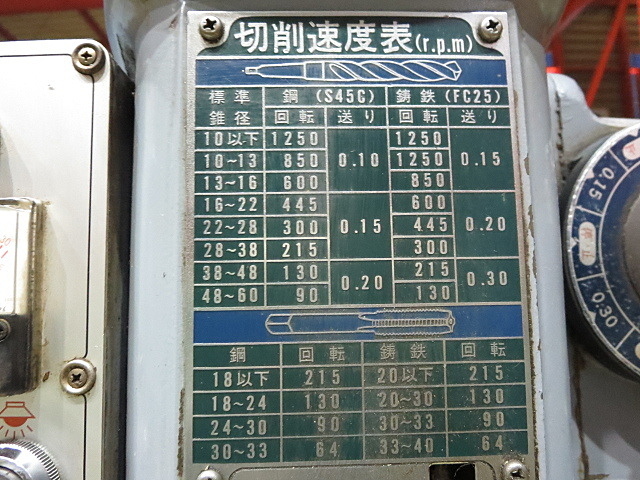 切削速度表(r.p.m)
標準 鋼 (S45C) 鋳鉄 (FC25)
錐径 回転 送り 回転 送り
10以下 1250 1250
10~13 850 0.10 1250 0.15
13~16 600 850
16~22 445 600
22~28 300 0.15 445 0.20
28~38 215 300
38~48 130 215
48~60 90 0.20 130 0.30
鋼 回転 鋳鉄 回転
18以下 215 20以下 215
18~24 130 20~30 130
24~30 90 30~33 90
30~33 64 33~40 64
0.15
0.30